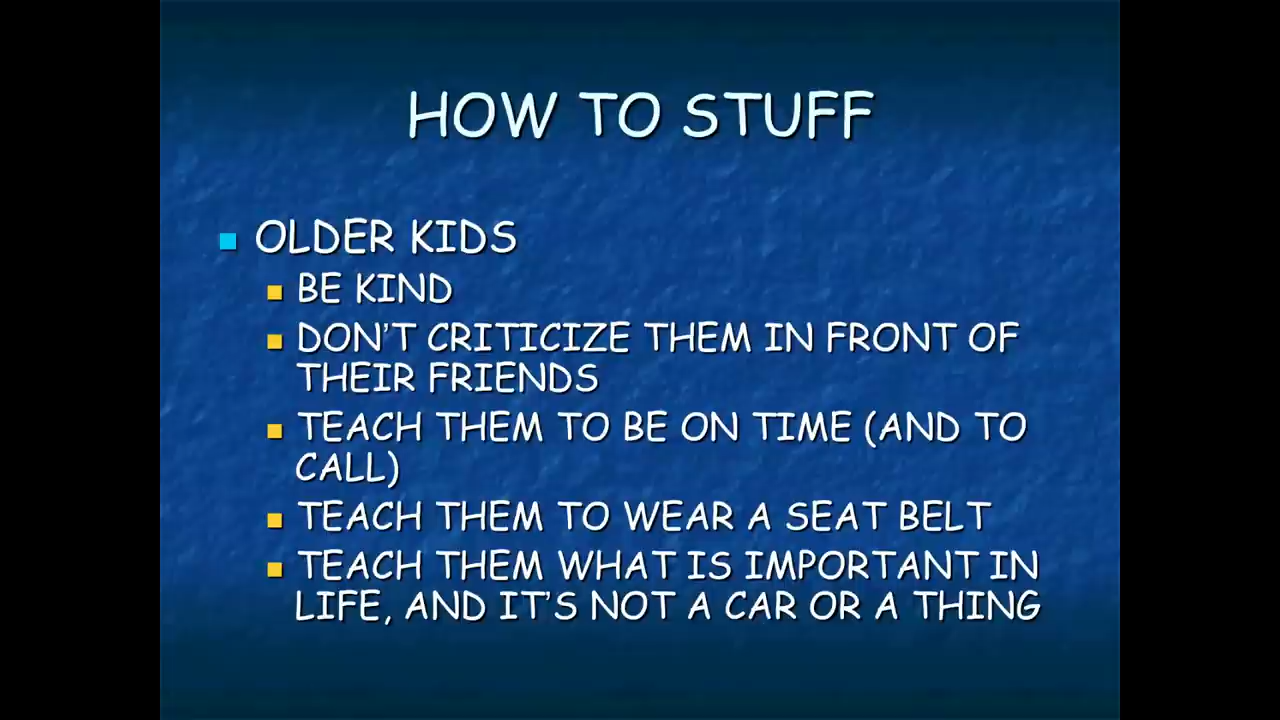 HOW TO STUFF
OLDER KIDS
BE KIND
DON'T CRITICIZE THEM IN FRONT OF
THEIR FRIENDS
TEACH THEM TO BE ON TIME (AND TO
CALL)
TEACH THEM TO WEAR A SEAT BELT
TEACH THEM WHAT IS IMPORTANT IN
LIFE, AND IT'S NOT A CAR OR A THING